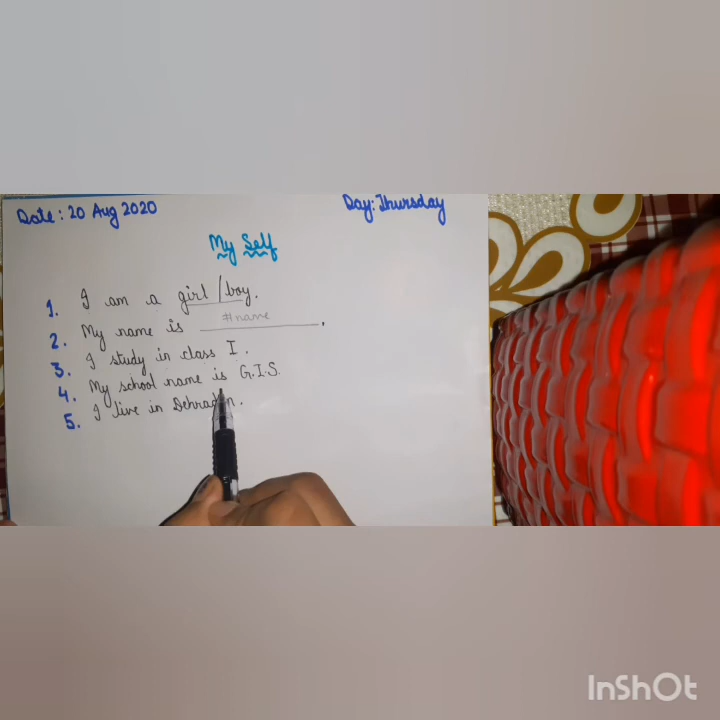 Date: 20 Aug 2020 Day: Thursday
My Self
1. I am a girl/boy.
2. My name is #name.
3. I study in class I.
4. My school name is G.I.S.
5. I live in Dehradun.
InShOt